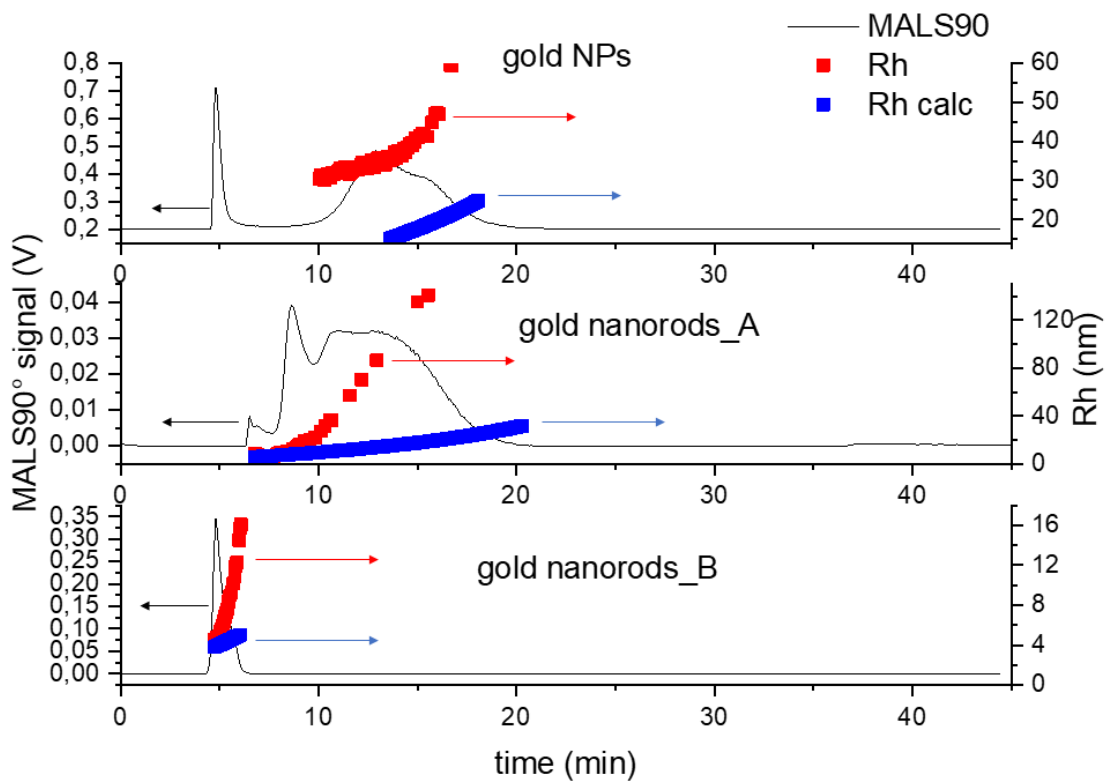 MALS90
Rh
Rh calc
gold NPs
0,8
0,7
0,6
0,5
0,4
0,3
0,2
60
50
40
30
20
0 10 20 30 40
gold nanorods_A
0,04
0,03
0,02
0,01
0,00
120
80
40
0
0 10 20 30 40
gold nanorods_B
0,35
0,30
0,25
0,20
0,15
0,10
0,05
0,00
16
12
8
4
0
0 10 20 30 40
MALS90° signal (V)
Rh (nm)
time (min)